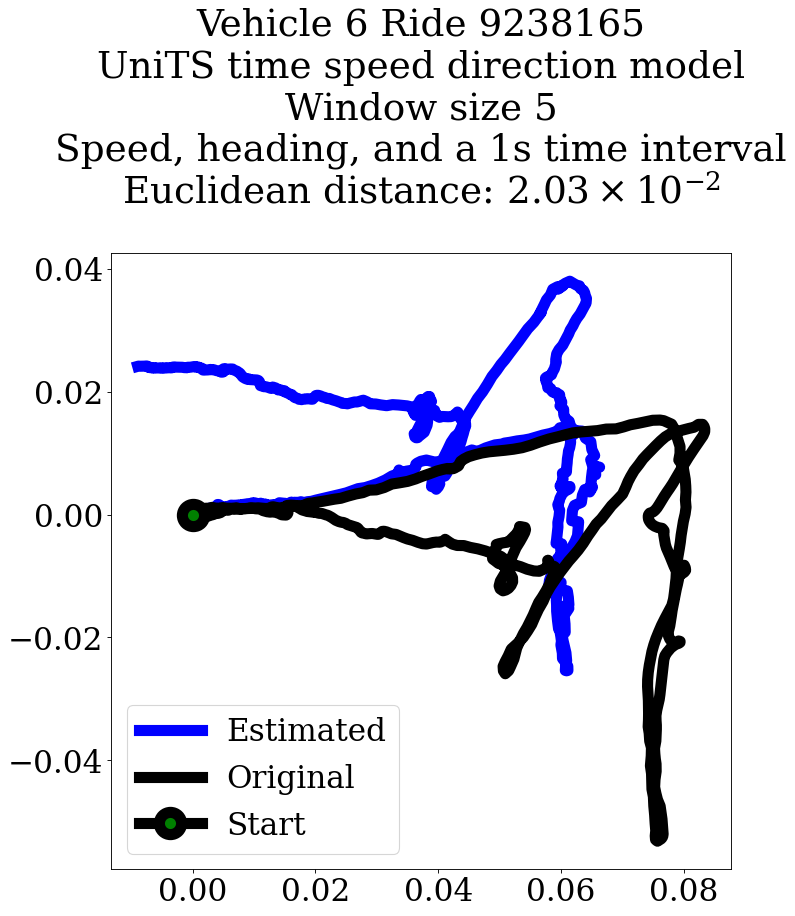 Vehicle 6 Ride 9238165
UniTS time speed direction model
Window size 5
Speed, heading, and a 1s time interval
Euclidean distance: 2.03 × 10⁻²
0.04
0.02
0.00
−0.02
−0.04
Estimated
Original
Start
0.00 0.02 0.04 0.06 0.08